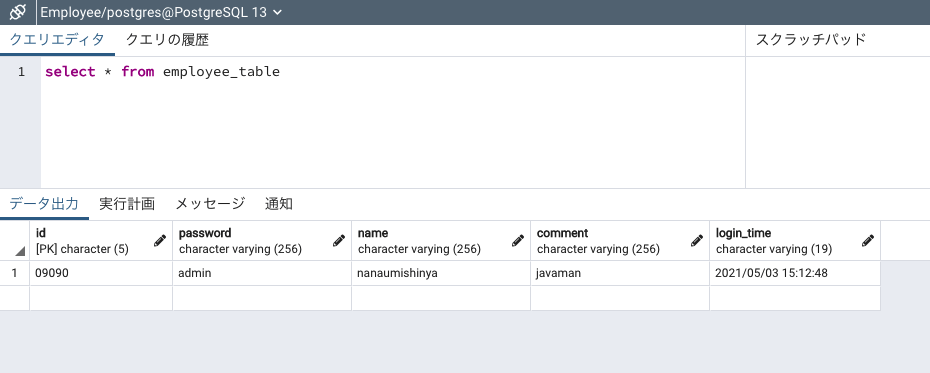 Employee/postgres@PostgreSQL 13
クエリエディタ クエリの履歴 スクラッチパッド
1 select * from employee_table
データ出力 実行計画 メッセージ 通知
id password name comment login_time
[PK] character (5) character varying (256) character varying (256) character varying (256) character varying (19)
1 09090 admin nanaumishinya javaman 2021/05/03 15:12:48